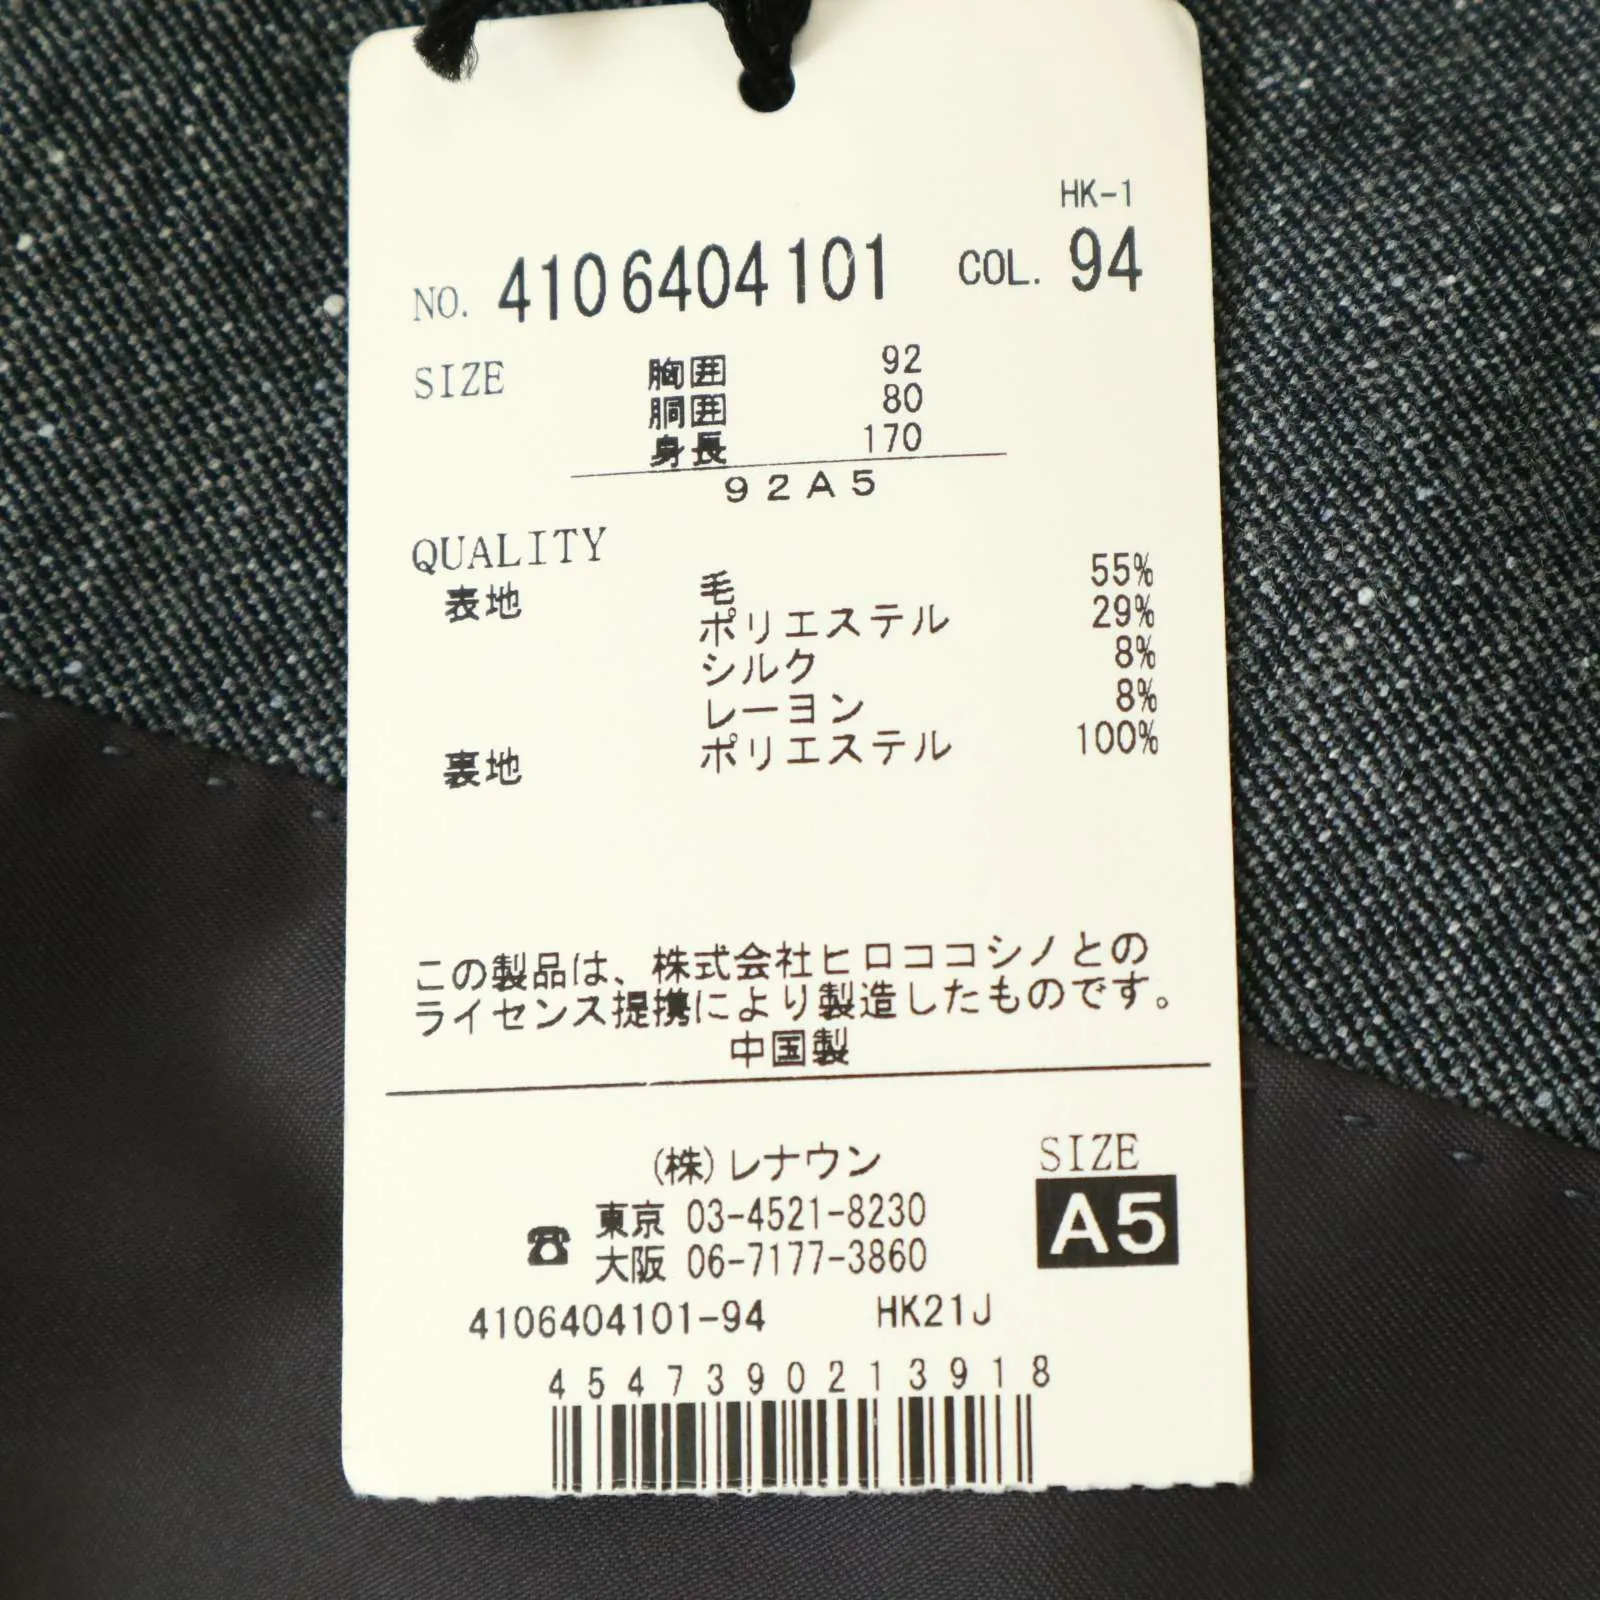 HK-1
NO. 4106404101 COL. 94
SIZE 胸囲 92
胴囲 80
身長 170
92A5
QUALITY
表地 毛 55%
ポリエステル 29%
シルク 8%
レーヨン 8%
裏地 ポリエステル 100%
この製品は、株式会社ヒロココシノとの
ライセンス提携により製造したものです。
中国製
(株)レナウン
SIZE
A5
☎ 東京 03-4521-8230
大阪 06-7177-3860
4106404101-94 HK21J
4547390213918